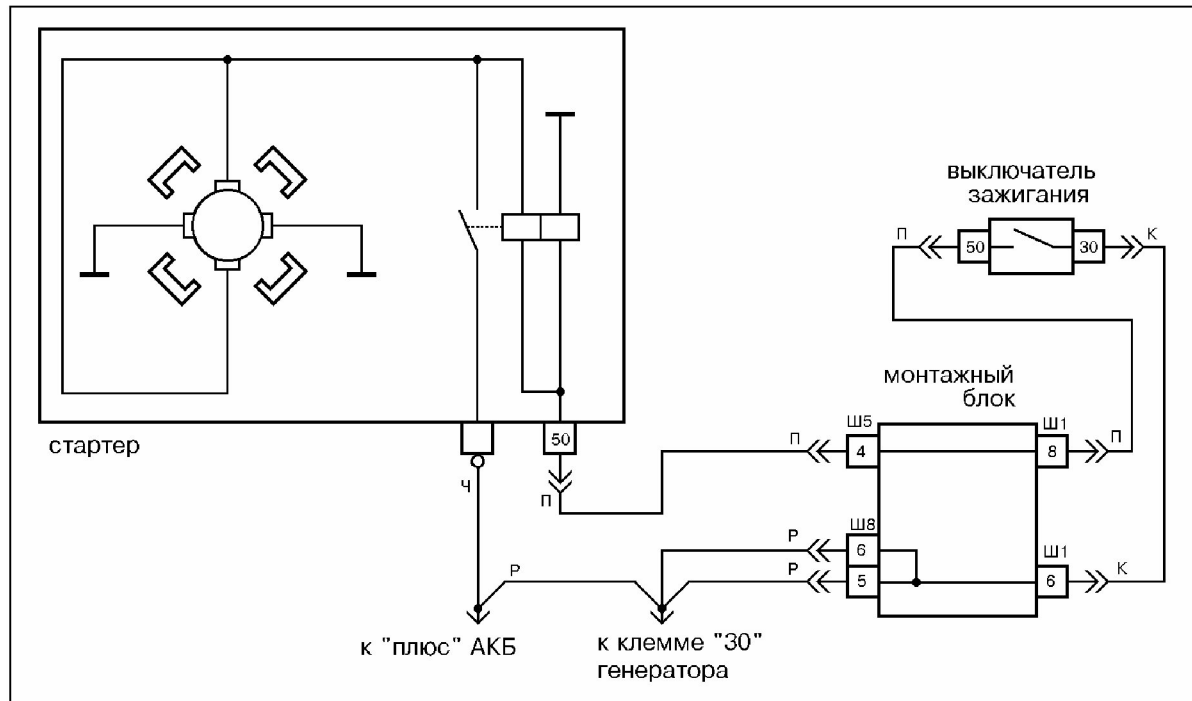 выключатель
зажигания
П
50
30
К
монтажный
блок
стартер
50
Ш5
Ш1
П
4
8
П
Ч
П
Ш8
Р
6
Ш1
Р
Р
5
6
К
к "плюс" АКБ
к клемме "30"
генератора